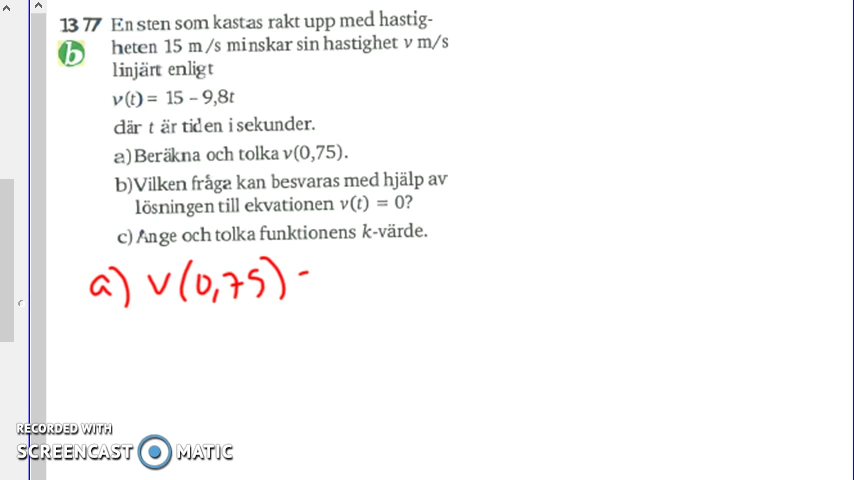 1377 En sten som kastas rakt upp med hastig-
b heten 15 m/s minskar sin hastighet v m/s
linjärt enligt
v(t) = 15 – 9,8t
där t är tiden i sekunder.
a) Beräkna och tolka v(0,75).
b) Vilken fråga kan besvaras med hjälp av
lösningen till ekvationen v(t) = 0?
c) Ange och tolka funktionens k-värde.
a) v(0,75) -
RECORDED WITH
SCREENCAST MATIC